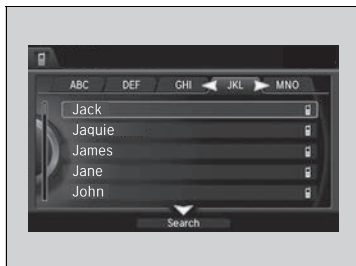 ABC DEF GHI JKL MNO
Jack
Jaquie
James
Jane
John
Search